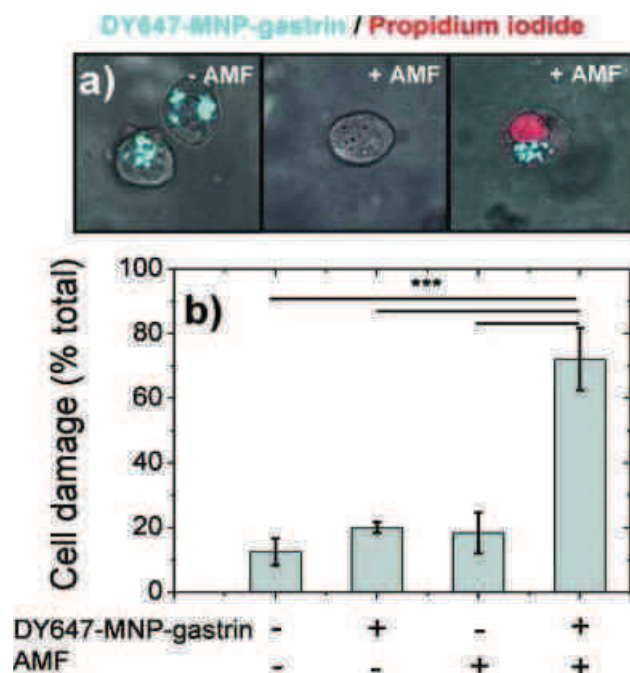 DY647-MNP-gastrin / Propidium iodide
a) - AMF + AMF + AMF
100
80
60
40
20
0
Cell damage (% total)
b)
***
DY647-MNP-gastrin - + - +
AMF - - + +